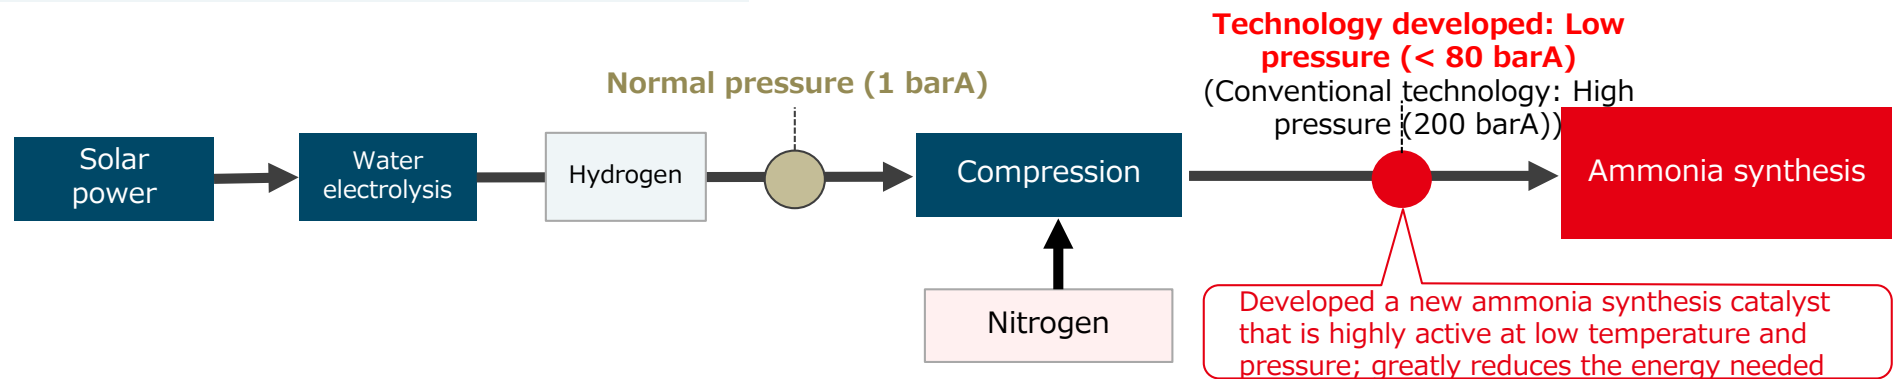 Technology developed: Low
pressure (< 80 barA)
(Conventional technology: High
pressure (200 barA))
Normal pressure (1 barA)
Solar
power
Water
electrolysis
Hydrogen
Compression
Ammonia synthesis
Nitrogen
Developed a new ammonia synthesis catalyst
that is highly active at low temperature and
pressure; greatly reduces the energy needed